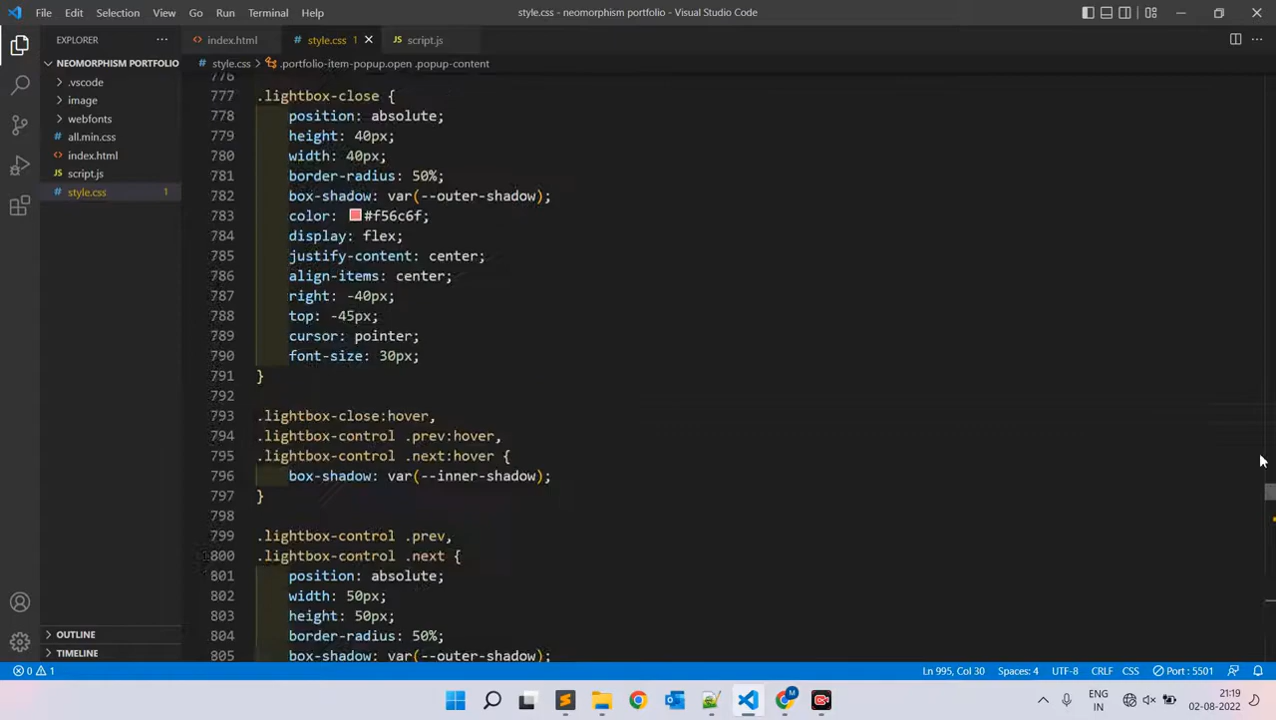 File Edit Selection View Go Run Terminal Help
style.css - neomorphism portfolio - Visual Studio Code
EXPLORER ...
index.html
style.css 1
script.js
NEOMORPHISM PORTFOLIO
style.css > .portfolio-item-popup.open .popup-content
.vscode
image
webfonts
all.min.css
index.html
script.js
style.css 1
776
777 .lightbox-close {
778 position: absolute;
779 height: 40px;
780 width: 40px;
781 border-radius: 50%;
782 box-shadow: var(--outer-shadow);
783 color: #f56c6f;
784 display: flex;
785 justify-content: center;
786 align-items: center;
787 right: -40px;
788 top: -45px;
789 cursor: pointer;
790 font-size: 30px;
791 }
792
793 .lightbox-close:hover,
794 .lightbox-control .prev:hover,
795 .lightbox-control .next:hover {
796 box-shadow: var(--inner-shadow);
797 }
798
799 .lightbox-control .prev,
800 .lightbox-control .next {
801 position: absolute;
802 width: 50px;
803 height: 50px;
804 border-radius: 50%;
805 box-shadow: var(--outer-shadow);
OUTLINE
TIMELINE
0 1
Ln 995, Col 30 Spaces: 4 UTF-8 CRLF CSS Port : 5501
M
ENG
IN
21:19
02-08-2022